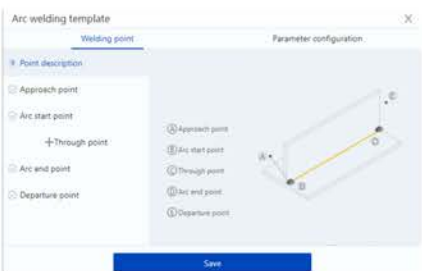 Arc welding template X
Welding point Parameter configuration
Point description
Approach point
Arc start point
+Through point
Arc end point
Departure point
Ⓐ Approach point
Ⓑ Arc start point
Ⓒ Through point
Ⓓ Arc end point
Ⓔ Departure point
Ⓔ
A
B
D
Save